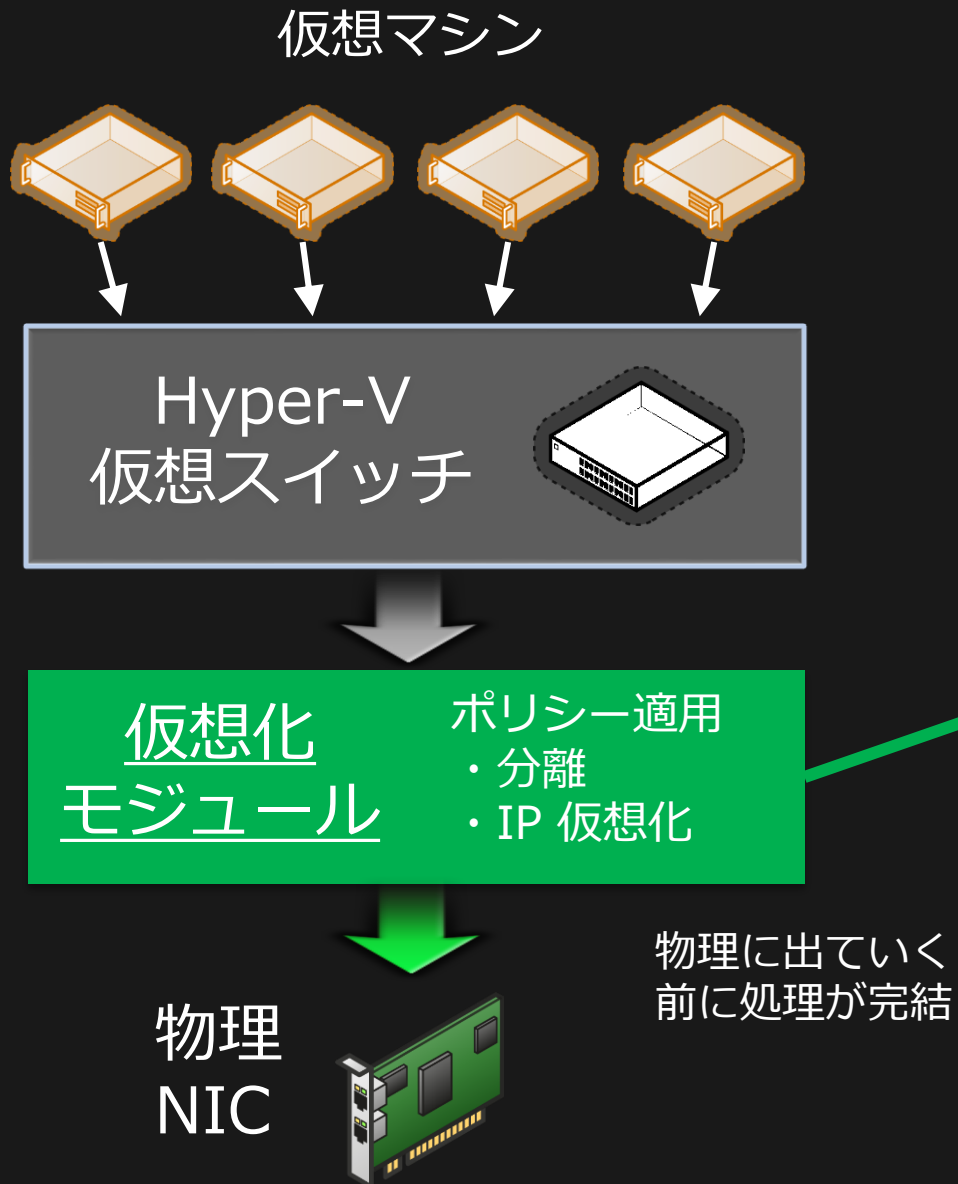 仮想マシン
Hyper-V
仮想スイッチ
仮想化
モジュール
ポリシー適用
・分離
・IP 仮想化
物理に出ていく
前に処理が完結
物理
NIC